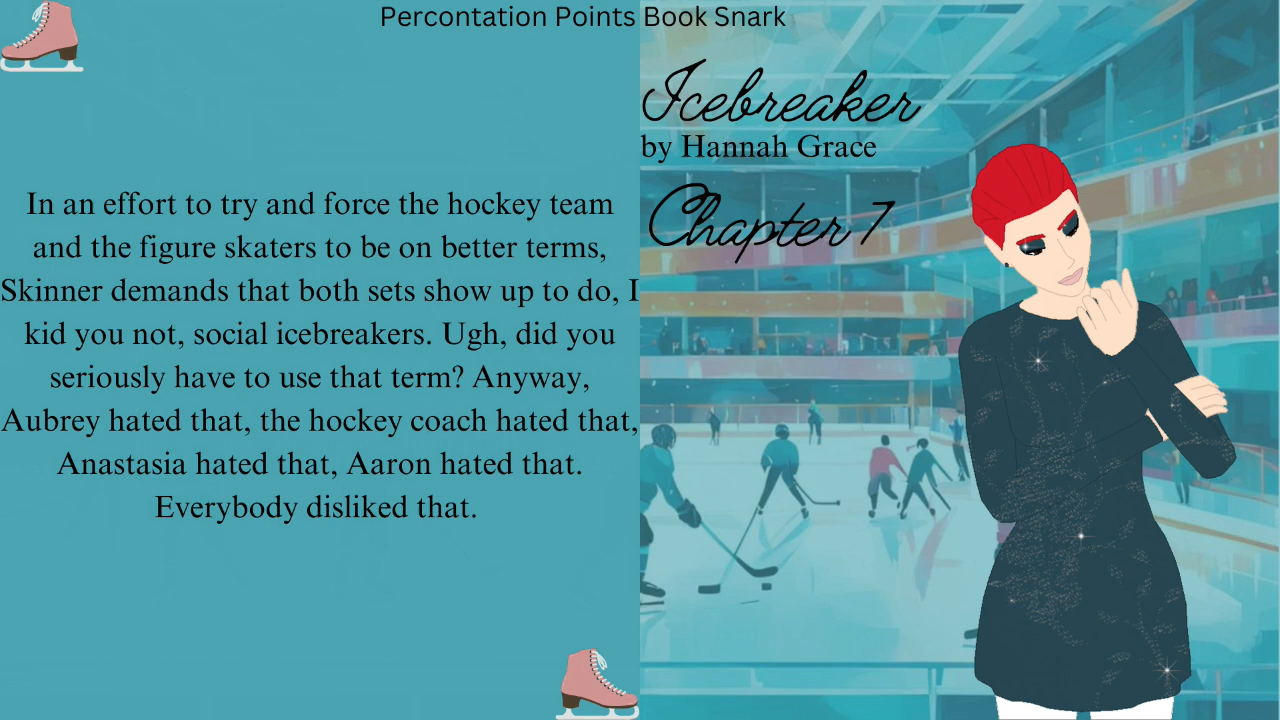 Percontation Points Book Snark
Icebreaker
by Hannah Grace
Chapter 7
In an effort to try and force the hockey team
and the figure skaters to be on better terms,
Skinner demands that both sets show up to do, I
kid you not, social icebreakers. Ugh, did you
seriously have to use that term? Anyway,
Aubrey hated that, the hockey coach hated that,
Anastasia hated that, Aaron hated that.
Everybody disliked that.